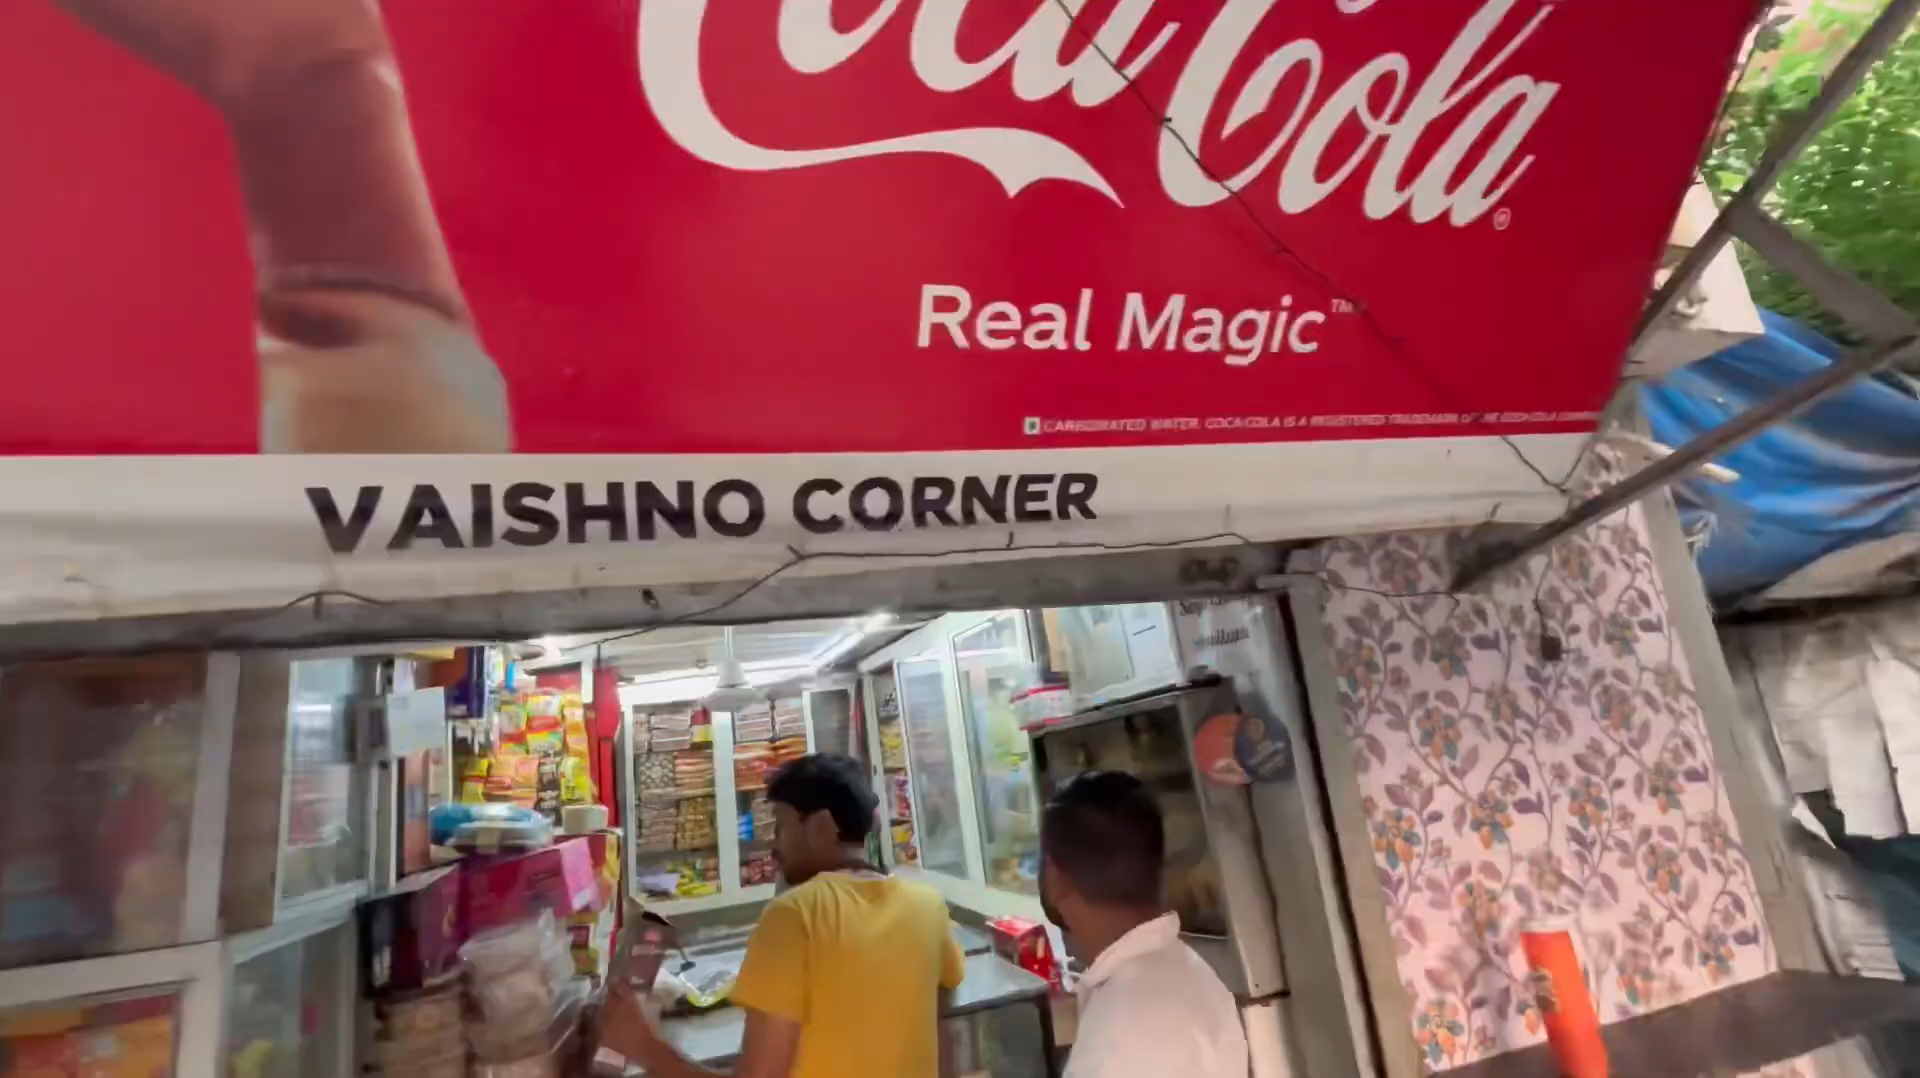 Coca-Cola®
Real Magic™
CARBONATED WATER. COCA-COLA IS A REGISTERED TRADEMARK OF THE COCA-COLA COMPANY
VAISHNO CORNER